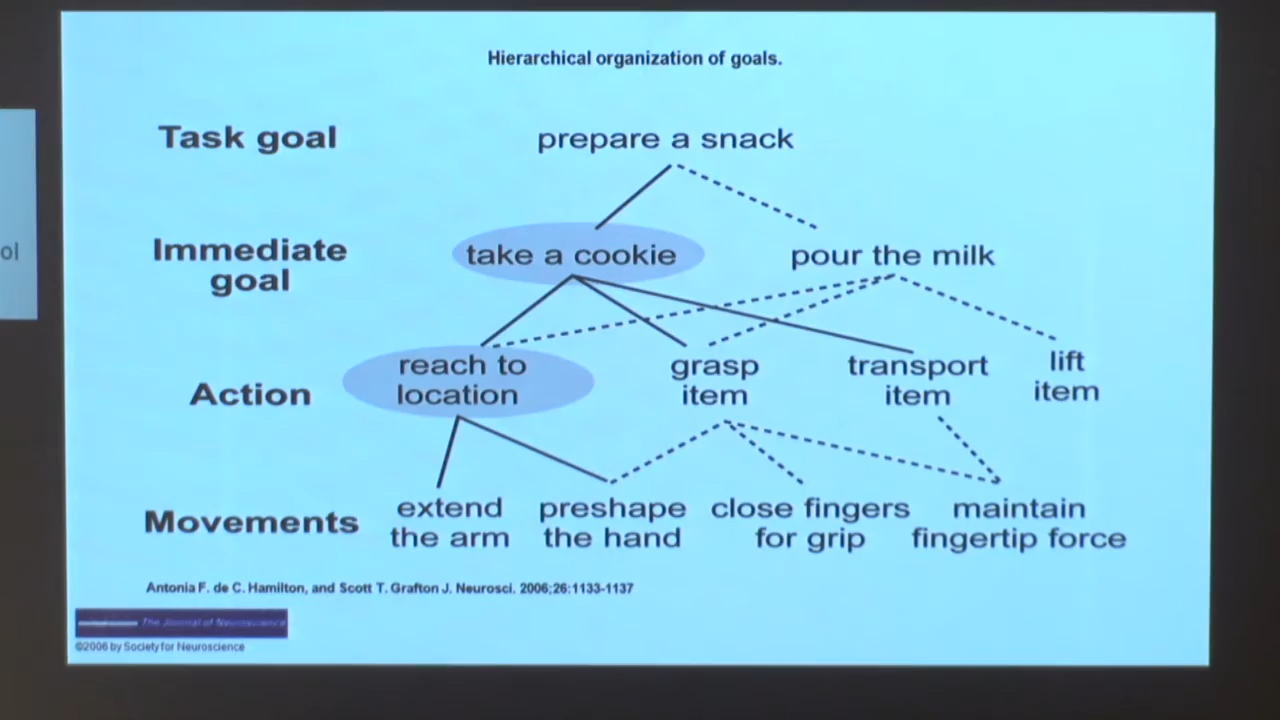 Hierarchical organization of goals.
Task goal
prepare a snack
Immediate
goal
take a cookie
pour the milk
ol
Action
reach to
location
grasp
item
transport
item
lift
item
Movements
extend
the arm
preshape
the hand
close fingers
for grip
maintain
fingertip force
Antonia F. de C. Hamilton, and Scott T. Grafton J. Neurosci. 2006;26:1133-1137
The Journal of Neuroscience
©2006 by Society for Neuroscience